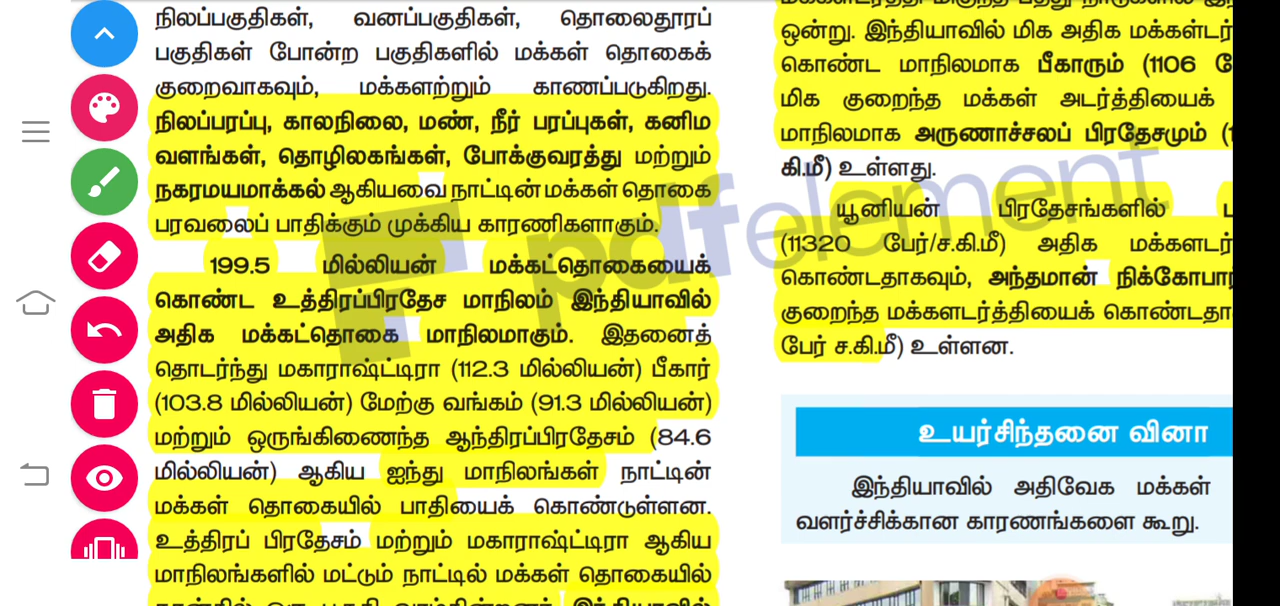 நிலப்பகுதிகள், வனப்பகுதிகள், தொலைதூரப்
பகுதிகள் போன்ற பகுதிகளில் மக்கள் தொகைக்
குறைவாகவும், மக்களற்றும் காணப்படுகிறது.
நிலப்பரப்பு, காலநிலை, மண், நீர் பரப்புகள், கனிம
வளங்கள், தொழிலகங்கள், போக்குவரத்து மற்றும்
நகரமயமாக்கல் ஆகியவை நாட்டின் மக்கள் தொகை
பரவலைப் பாதிக்கும் முக்கிய காரணிகளாகும்.
199.5 மில்லியன் மக்கட்தொகையைக்
கொண்ட உத்திரப்பிரதேச மாநிலம் இந்தியாவில்
அதிக மக்கட்தொகை மாநிலமாகும். இதனைத்
தொடர்ந்து மகாராஷ்ட்டிரா (112.3 மில்லியன்) பீகார்
(103.8 மில்லியன்) மேற்கு வங்கம் (91.3 மில்லியன்)
மற்றும் ஒருங்கிணைந்த ஆந்திரப்பிரதேசம் (84.6
மில்லியன்) ஆகிய ஐந்து மாநிலங்கள் நாட்டின்
மக்கள் தொகையில் பாதியைக் கொண்டுள்ளன.
உத்திரப் பிரதேசம் மற்றும் மகாராஷ்ட்டிரா ஆகிய
மாநிலங்களில் மட்டும் நாட்டில் மக்கள் தொகையில்
ஒன்று. இந்தியாவில் மிக அதிக மக்கள்டர்
கொண்ட மாநிலமாக பீகாரும் (1106 பே
மிக குறைந்த மக்கள் அடர்த்தியைக்
மாநிலமாக அருணாச்சலப் பிரதேசமும் (1
கி.மீ) உள்ளது.
யூனியன் பிரதேசங்களில்
(11320 பேர்/ச.கி.மீ) அதிக மக்களடர்
கொண்டதாகவும், அந்தமான் நிக்கோபார
குறைந்த மக்களடர்த்தியைக் கொண்டதா
பேர் ச.கி.மீ) உள்ளன.
உயர்சிந்தனை வினா
இந்தியாவில் அதிவேக மக்கள்
வளர்ச்சிக்கான காரணங்களை கூறு.
pdfelement